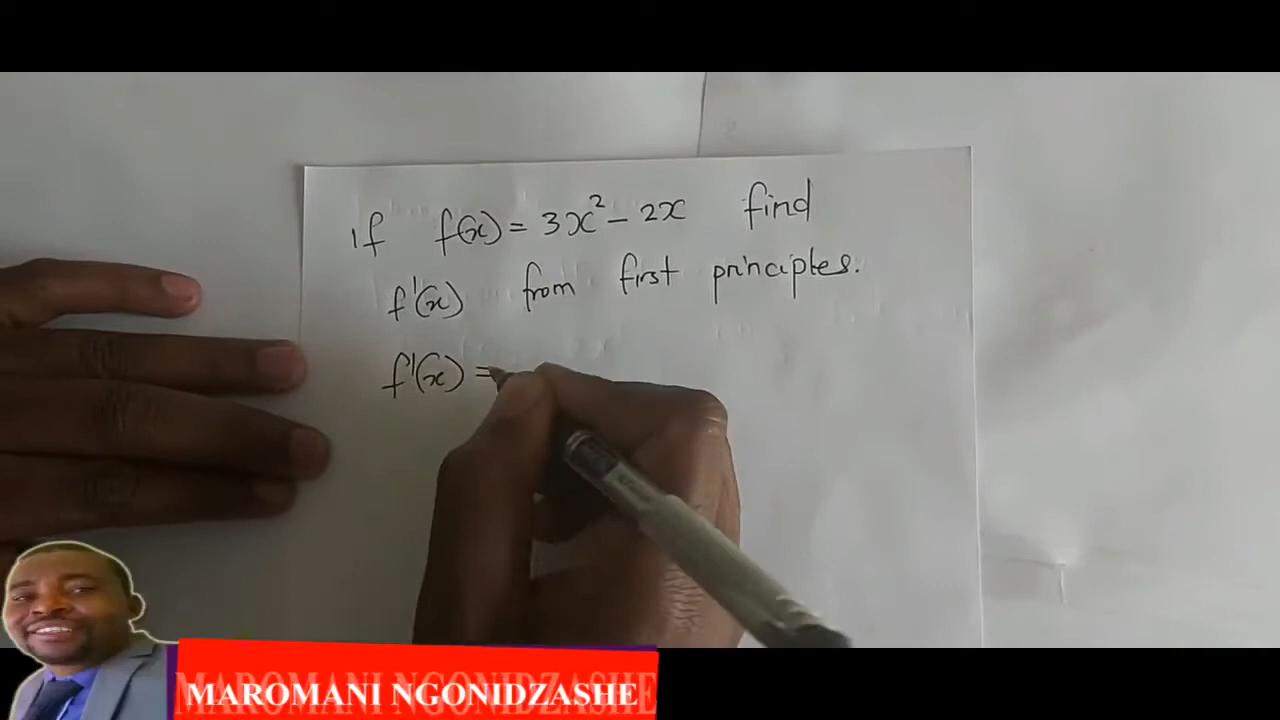 If f(x) = 3x² - 2x find
f'(x) from first principles.
f'(x) =
MAROMANI NGONIDZASHE